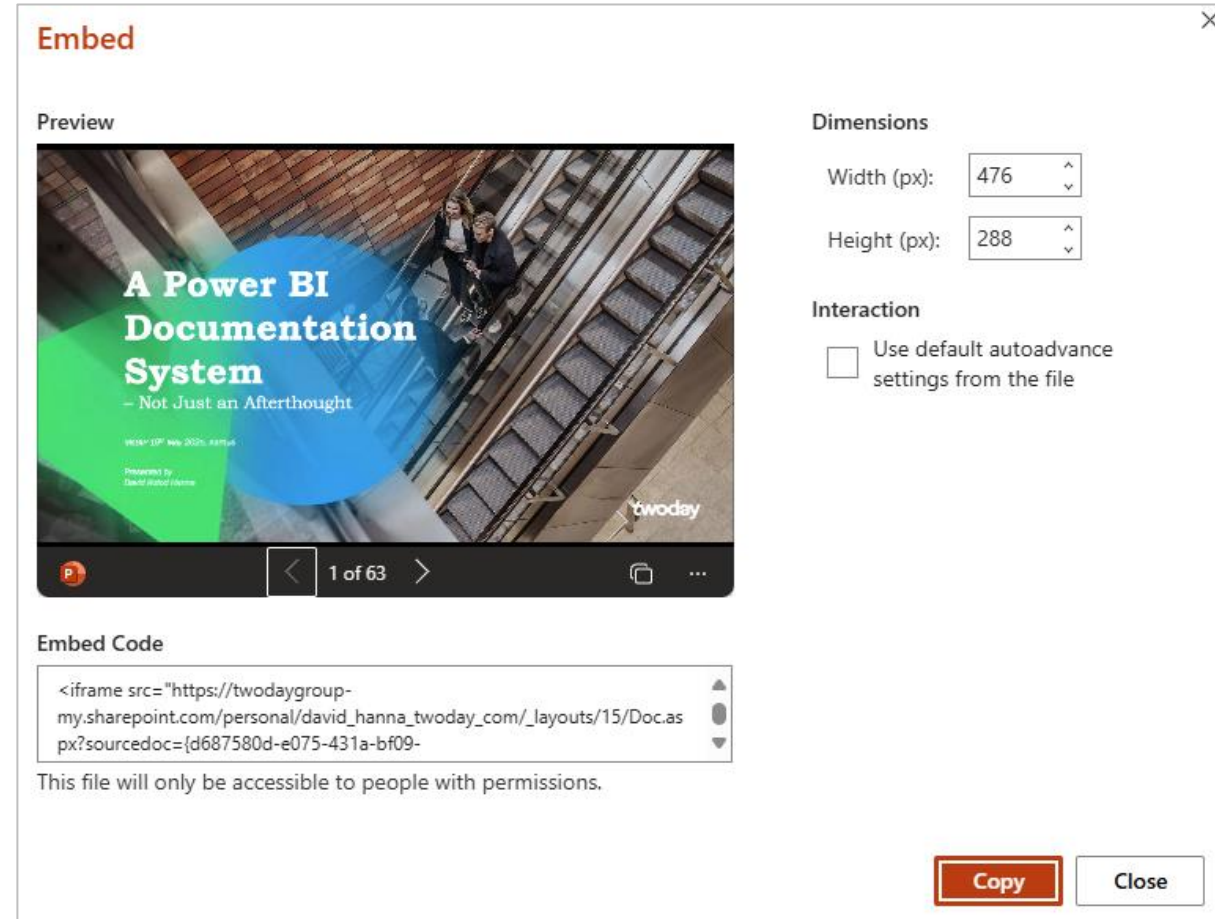 Embed
Preview
A Power BI
Documentation
System
– Not Just an Afterthought
Presented by
twoday
1 of 63
Embed Code
<iframe src="https://twodaygroup-
my.sharepoint.com/personal/david_hanna_twoday_com/_layouts/15/Doc.as
px?sourcedoc={d687580d-e075-431a-bf09-
This file will only be accessible to people with permissions.
Dimensions
Width (px): 476
Height (px): 288
Interaction
Use default autoadvance
settings from the file
Copy
Close